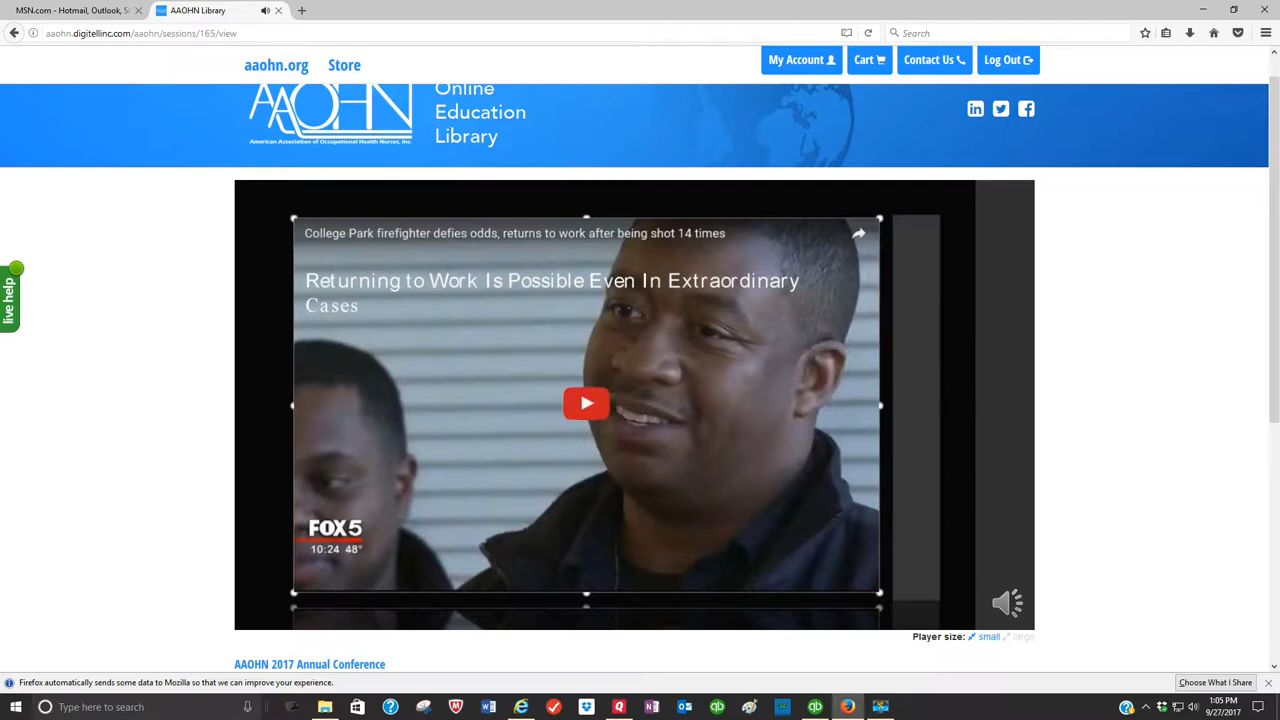 MSN.com - Hotmail, Outlook, S
AAOHN Library
aaohn.digitellinc.com/aaohn/sessions/165/view
Search
aaohn.org
Store
My Account
Cart
Contact Us
Log Out
AAOHN
American Association of Occupational Health Nurses, Inc.
Online
Education
Library
live help
College Park firefighter defies odds, returns to work after being shot 14 times
Returning to Work Is Possible Even In Extraordinary
Cases
FOX 5
10:24 48°
Player size: small large
AAOHN 2017 Annual Conference
Firefox automatically sends some data to Mozilla so that we can improve your experience.
Choose What I Share
Type here to search
1:05 PM
9/27/2017